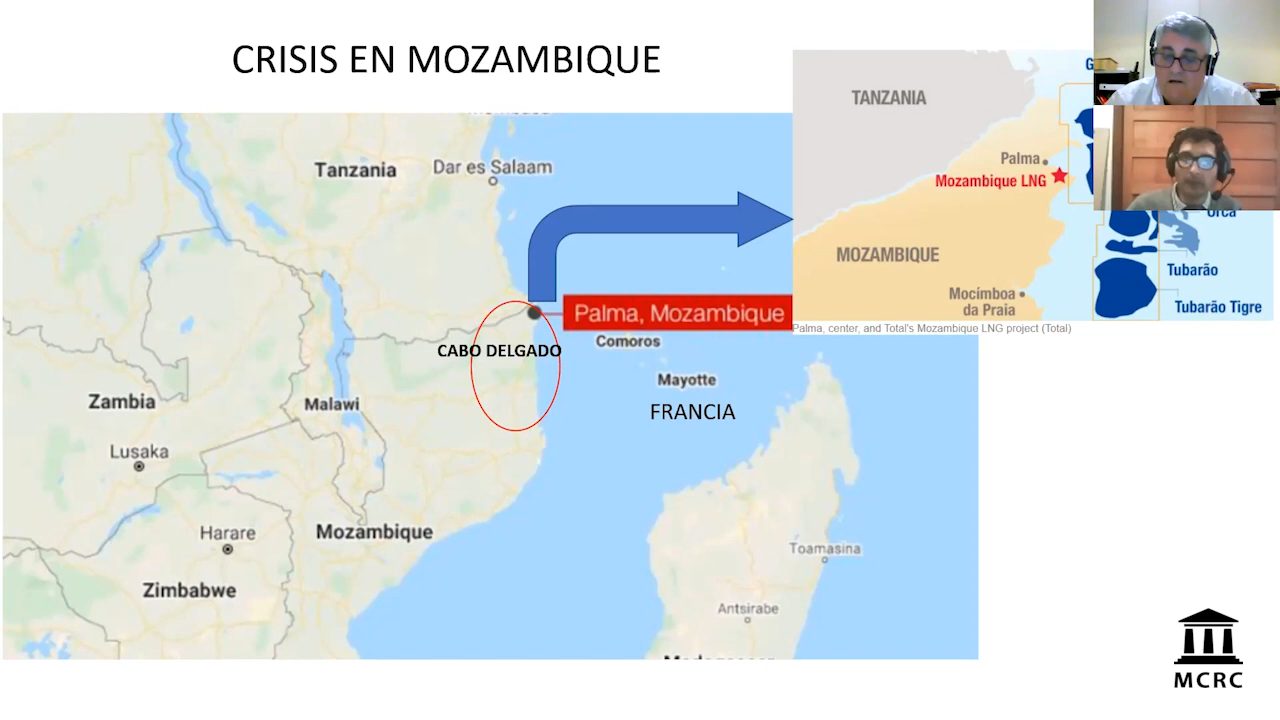 CRISIS EN MOZAMBIQUE
Tanzania
Dar es Salaam
Palma, Mozambique
Comoros
CABO DELGADO
Mayotte
FRANCIA
Zambia
Malawi
Lusaka
Harare
Mozambique
Zimbabwe
Toamasina
Antsirabe
TANZANIA
Palma
Mozambique LNG
MOZAMBIQUE
Orca
Tubarão
Mocímboa
da Praia
Tubarão Tigre
Palma, center, and Total's Mozambique LNG project (Total)
MCRC